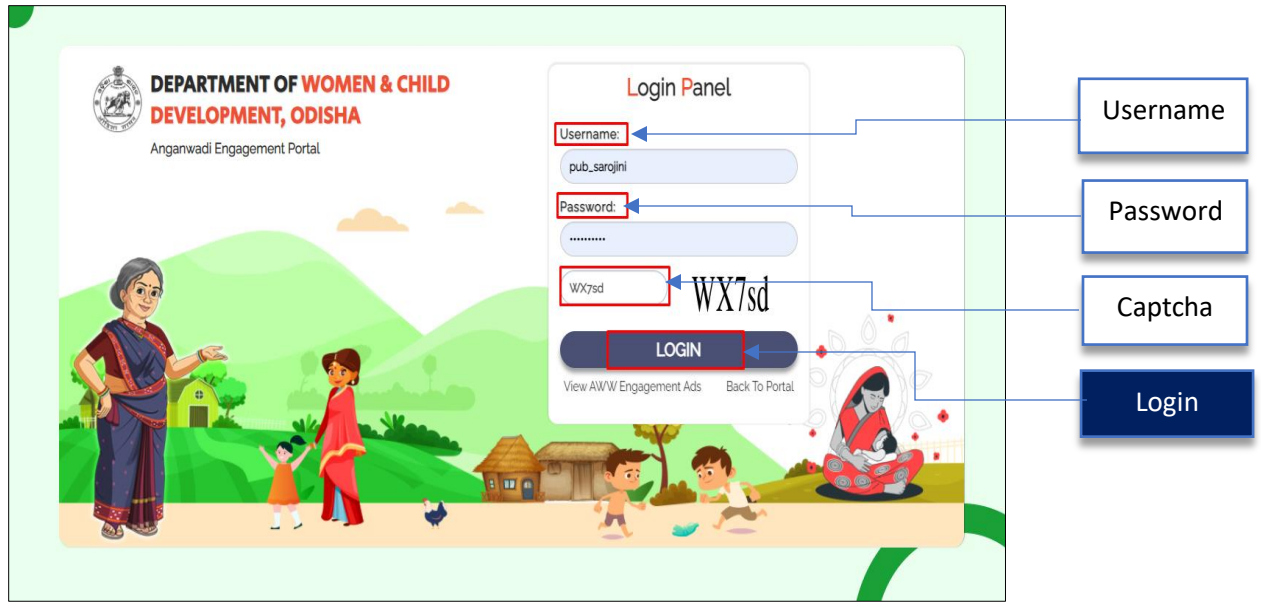 DEPARTMENT OF WOMEN & CHILD
DEVELOPMENT, ODISHA
Anganwadi Engagement Portal
Login Panel
Username:
pub_sarojini
Password:
••••••••••
WX7sd
WX7sd
LOGIN
View AWW Engagement Ads Back To Portal
Username
Password
Captcha
Login